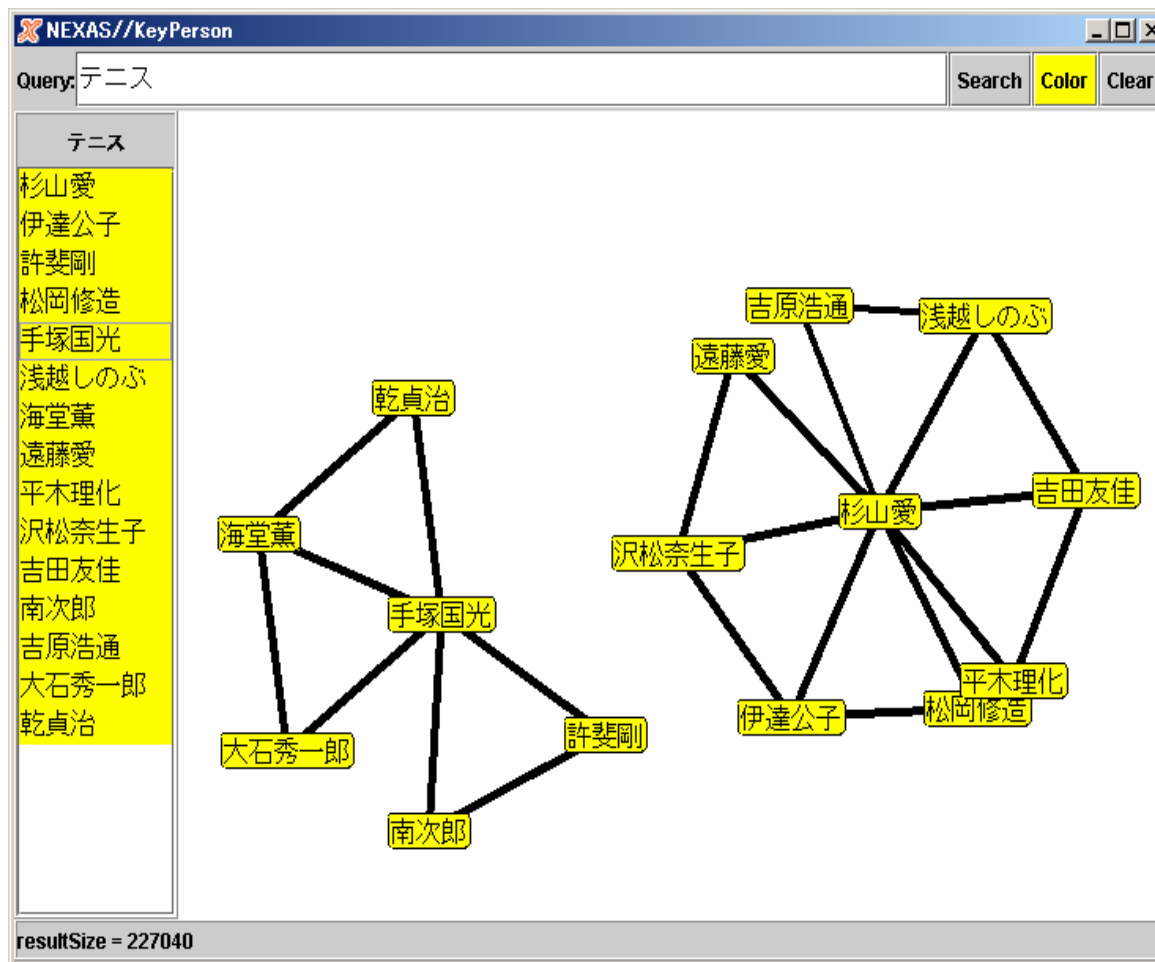 NEXAS//KeyPerson
Query: テニス Search Color Clear
テニス
杉山愛
伊達公子
許斐剛
松岡修造
手塚国光
浅越しのぶ
海堂薫
遠藤愛
平木理化
沢松奈生子
吉田友佳
南次郎
吉原浩通
大石秀一郎
乾貞治
吉原浩通
浅越しのぶ
遠藤愛
乾貞治
吉田友佳
杉山愛
海堂薫
沢松奈生子
手塚国光
平木理化
松岡修造
伊達公子
許斐剛
大石秀一郎
南次郎
resultSize = 227040